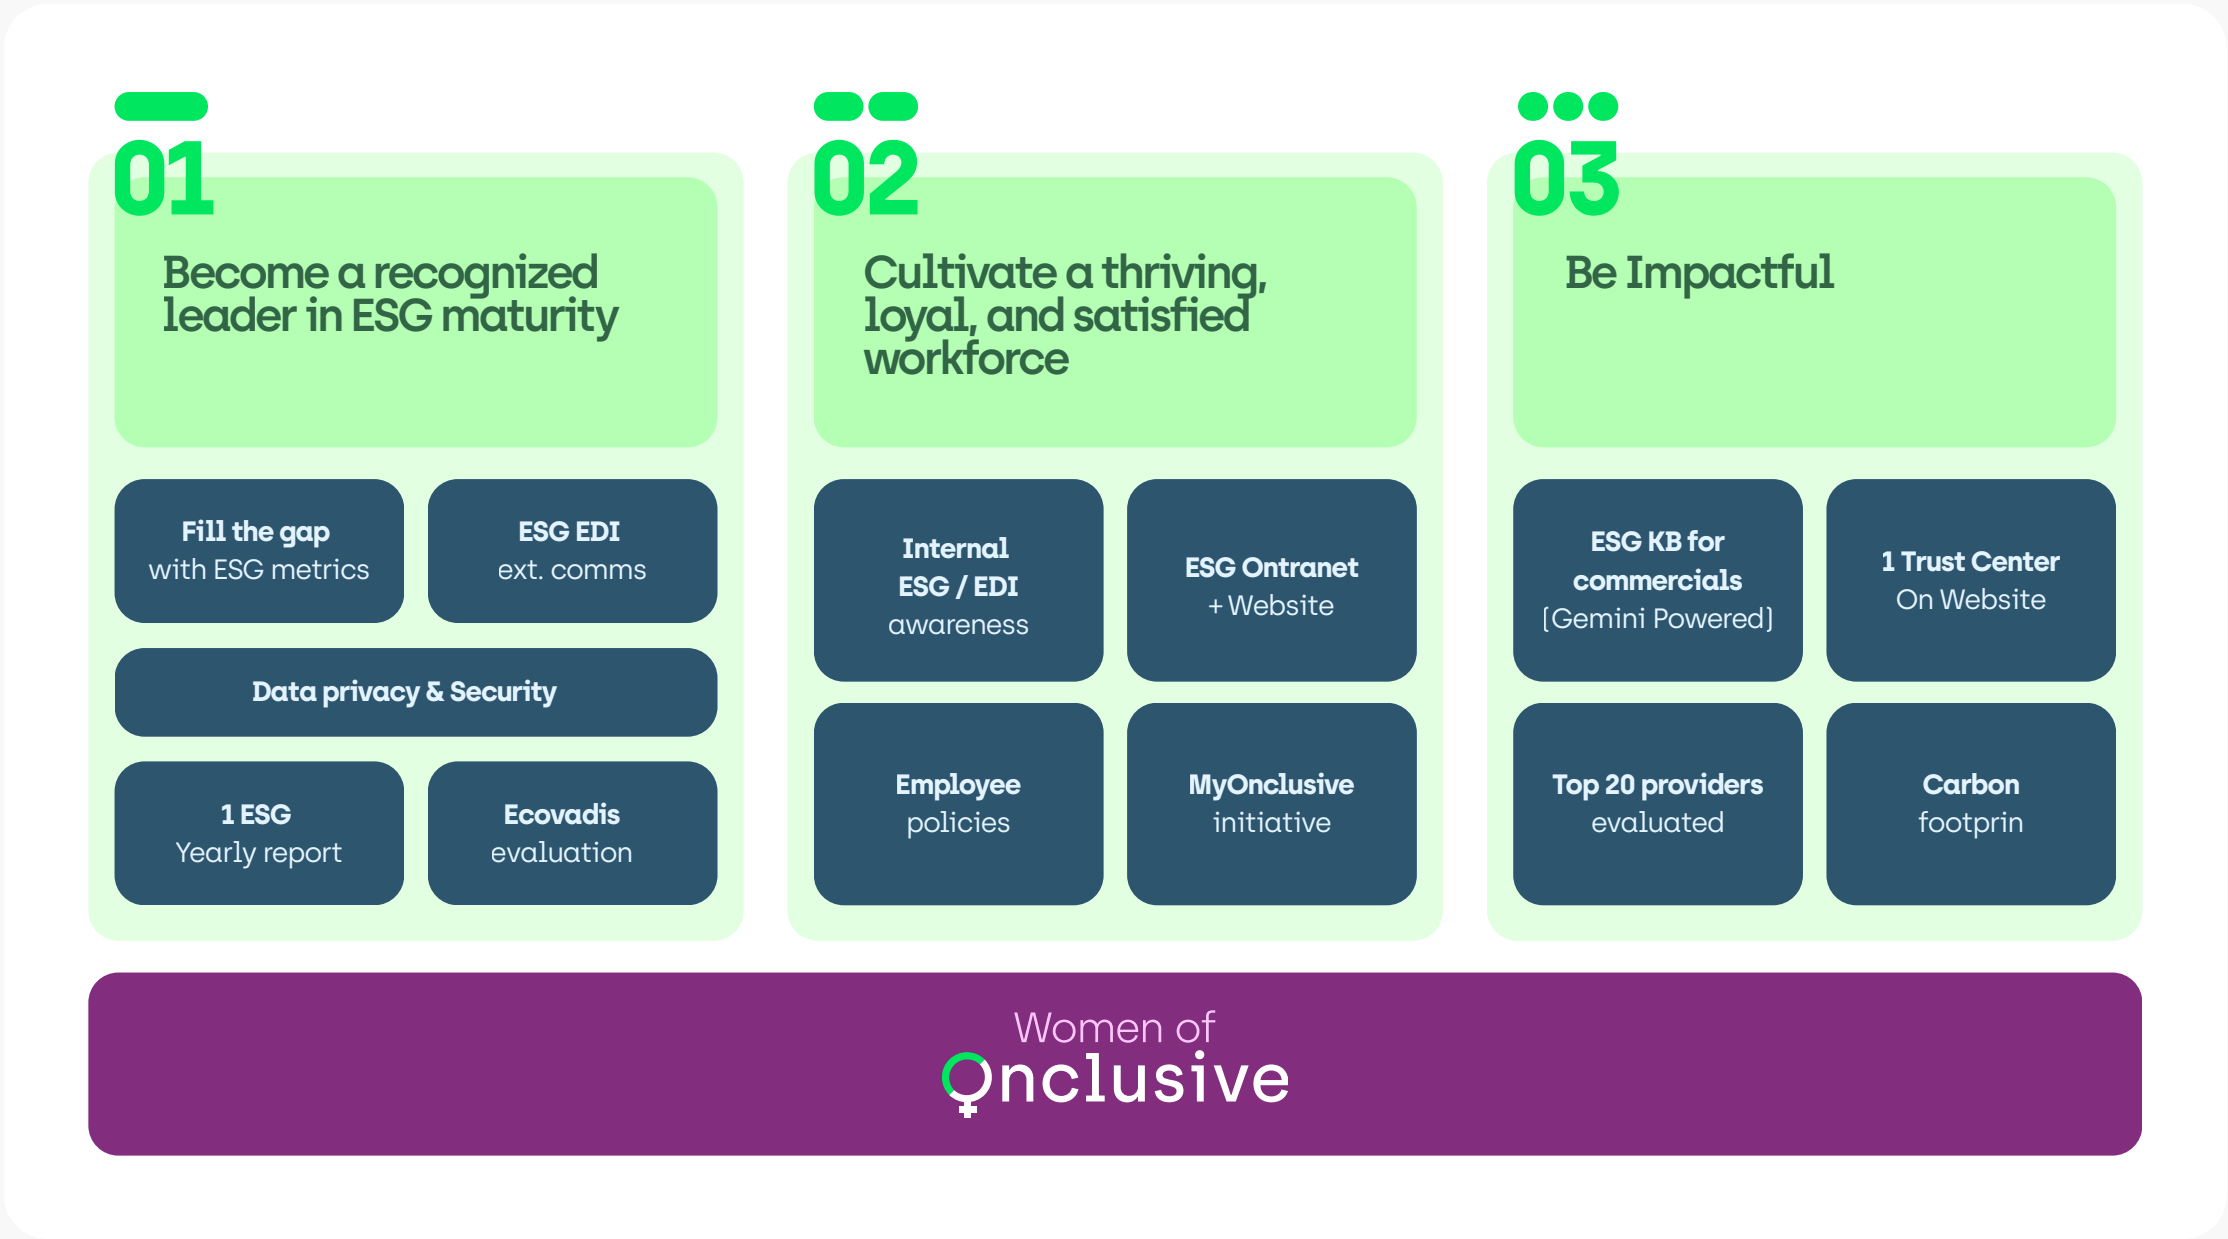 01
Become a recognized
leader in ESG maturity
Fill the gap
with ESG metrics
ESG EDI
ext. comms
Data privacy & Security
1 ESG
Yearly report
Ecovadis
evaluation
02
Cultivate a thriving,
loyal, and satisfied
workforce
Internal
ESG / EDI
awareness
ESG Ontranet
+ Website
Employee
policies
MyOnclusive
initiative
03
Be Impactful
ESG KB for
commercials
(Gemini Powered)
1 Trust Center
On Website
Top 20 providers
evaluated
Carbon
footprin
Women of
Onclusive